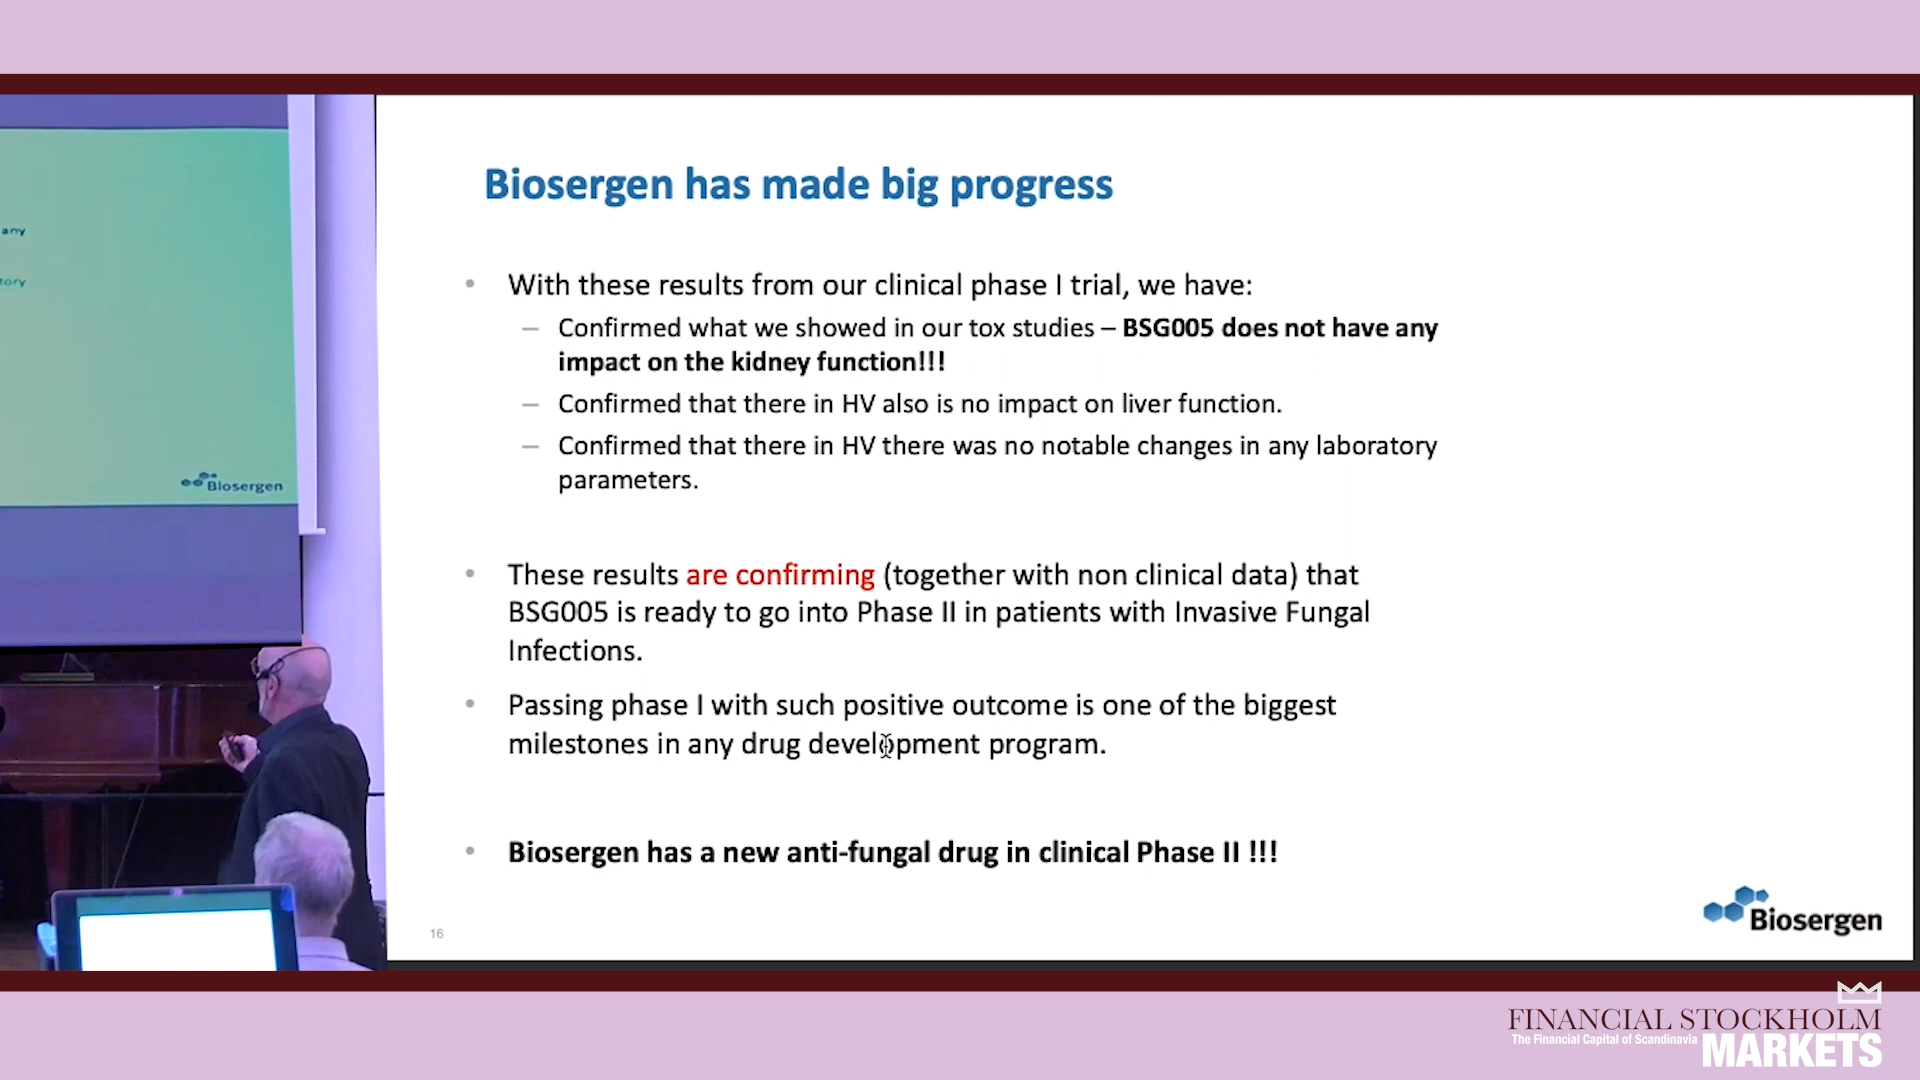 any
tory
Biosergen
Biosergen has made big progress
• With these results from our clinical phase I trial, we have:
– Confirmed what we showed in our tox studies – BSG005 does not have any
impact on the kidney function!!!
– Confirmed that there in HV also is no impact on liver function.
– Confirmed that there in HV there was no notable changes in any laboratory
parameters.
• These results are confirming (together with non clinical data) that
BSG005 is ready to go into Phase II in patients with Invasive Fungal
Infections.
• Passing phase I with such positive outcome is one of the biggest
milestones in any drug development program.
• Biosergen has a new anti-fungal drug in clinical Phase II !!!
16
Biosergen
FINANCIAL STOCKHOLM
The Financial Capital of Scandinavia
MARKETS